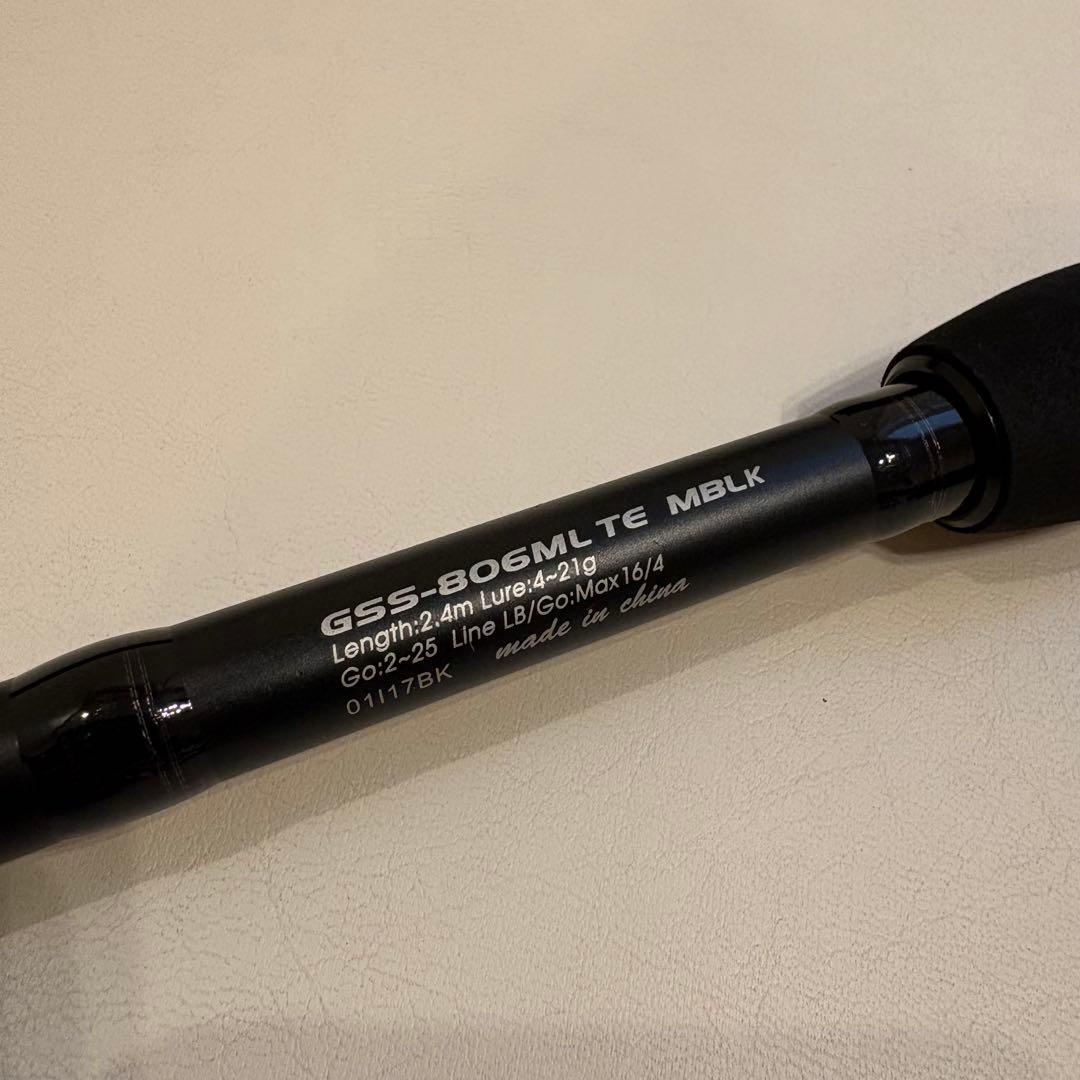 GSS-806ML TE MBLK
Length:2.4m Lure:4~21g
Go:2~25 Line LB/Go:Max16/4
01I17BK made in china